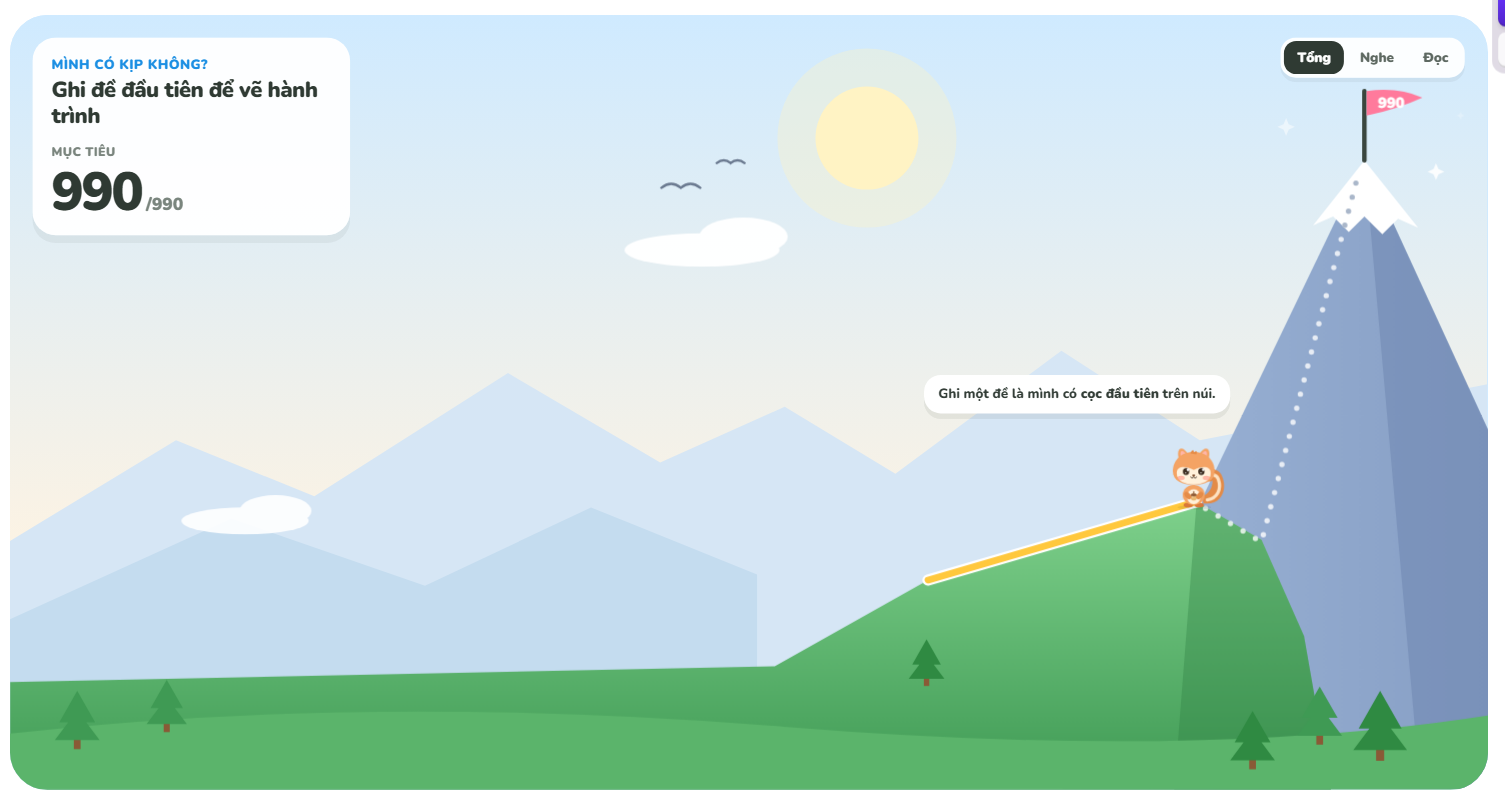 MÌNH CÓ KỊP KHÔNG?
Ghi đề đầu tiên để vẽ hành
trình
MỤC TIÊU
990/990
Tổng Nghe Đọc
990
Ghi một đề là mình có cọc đầu tiên trên núi.